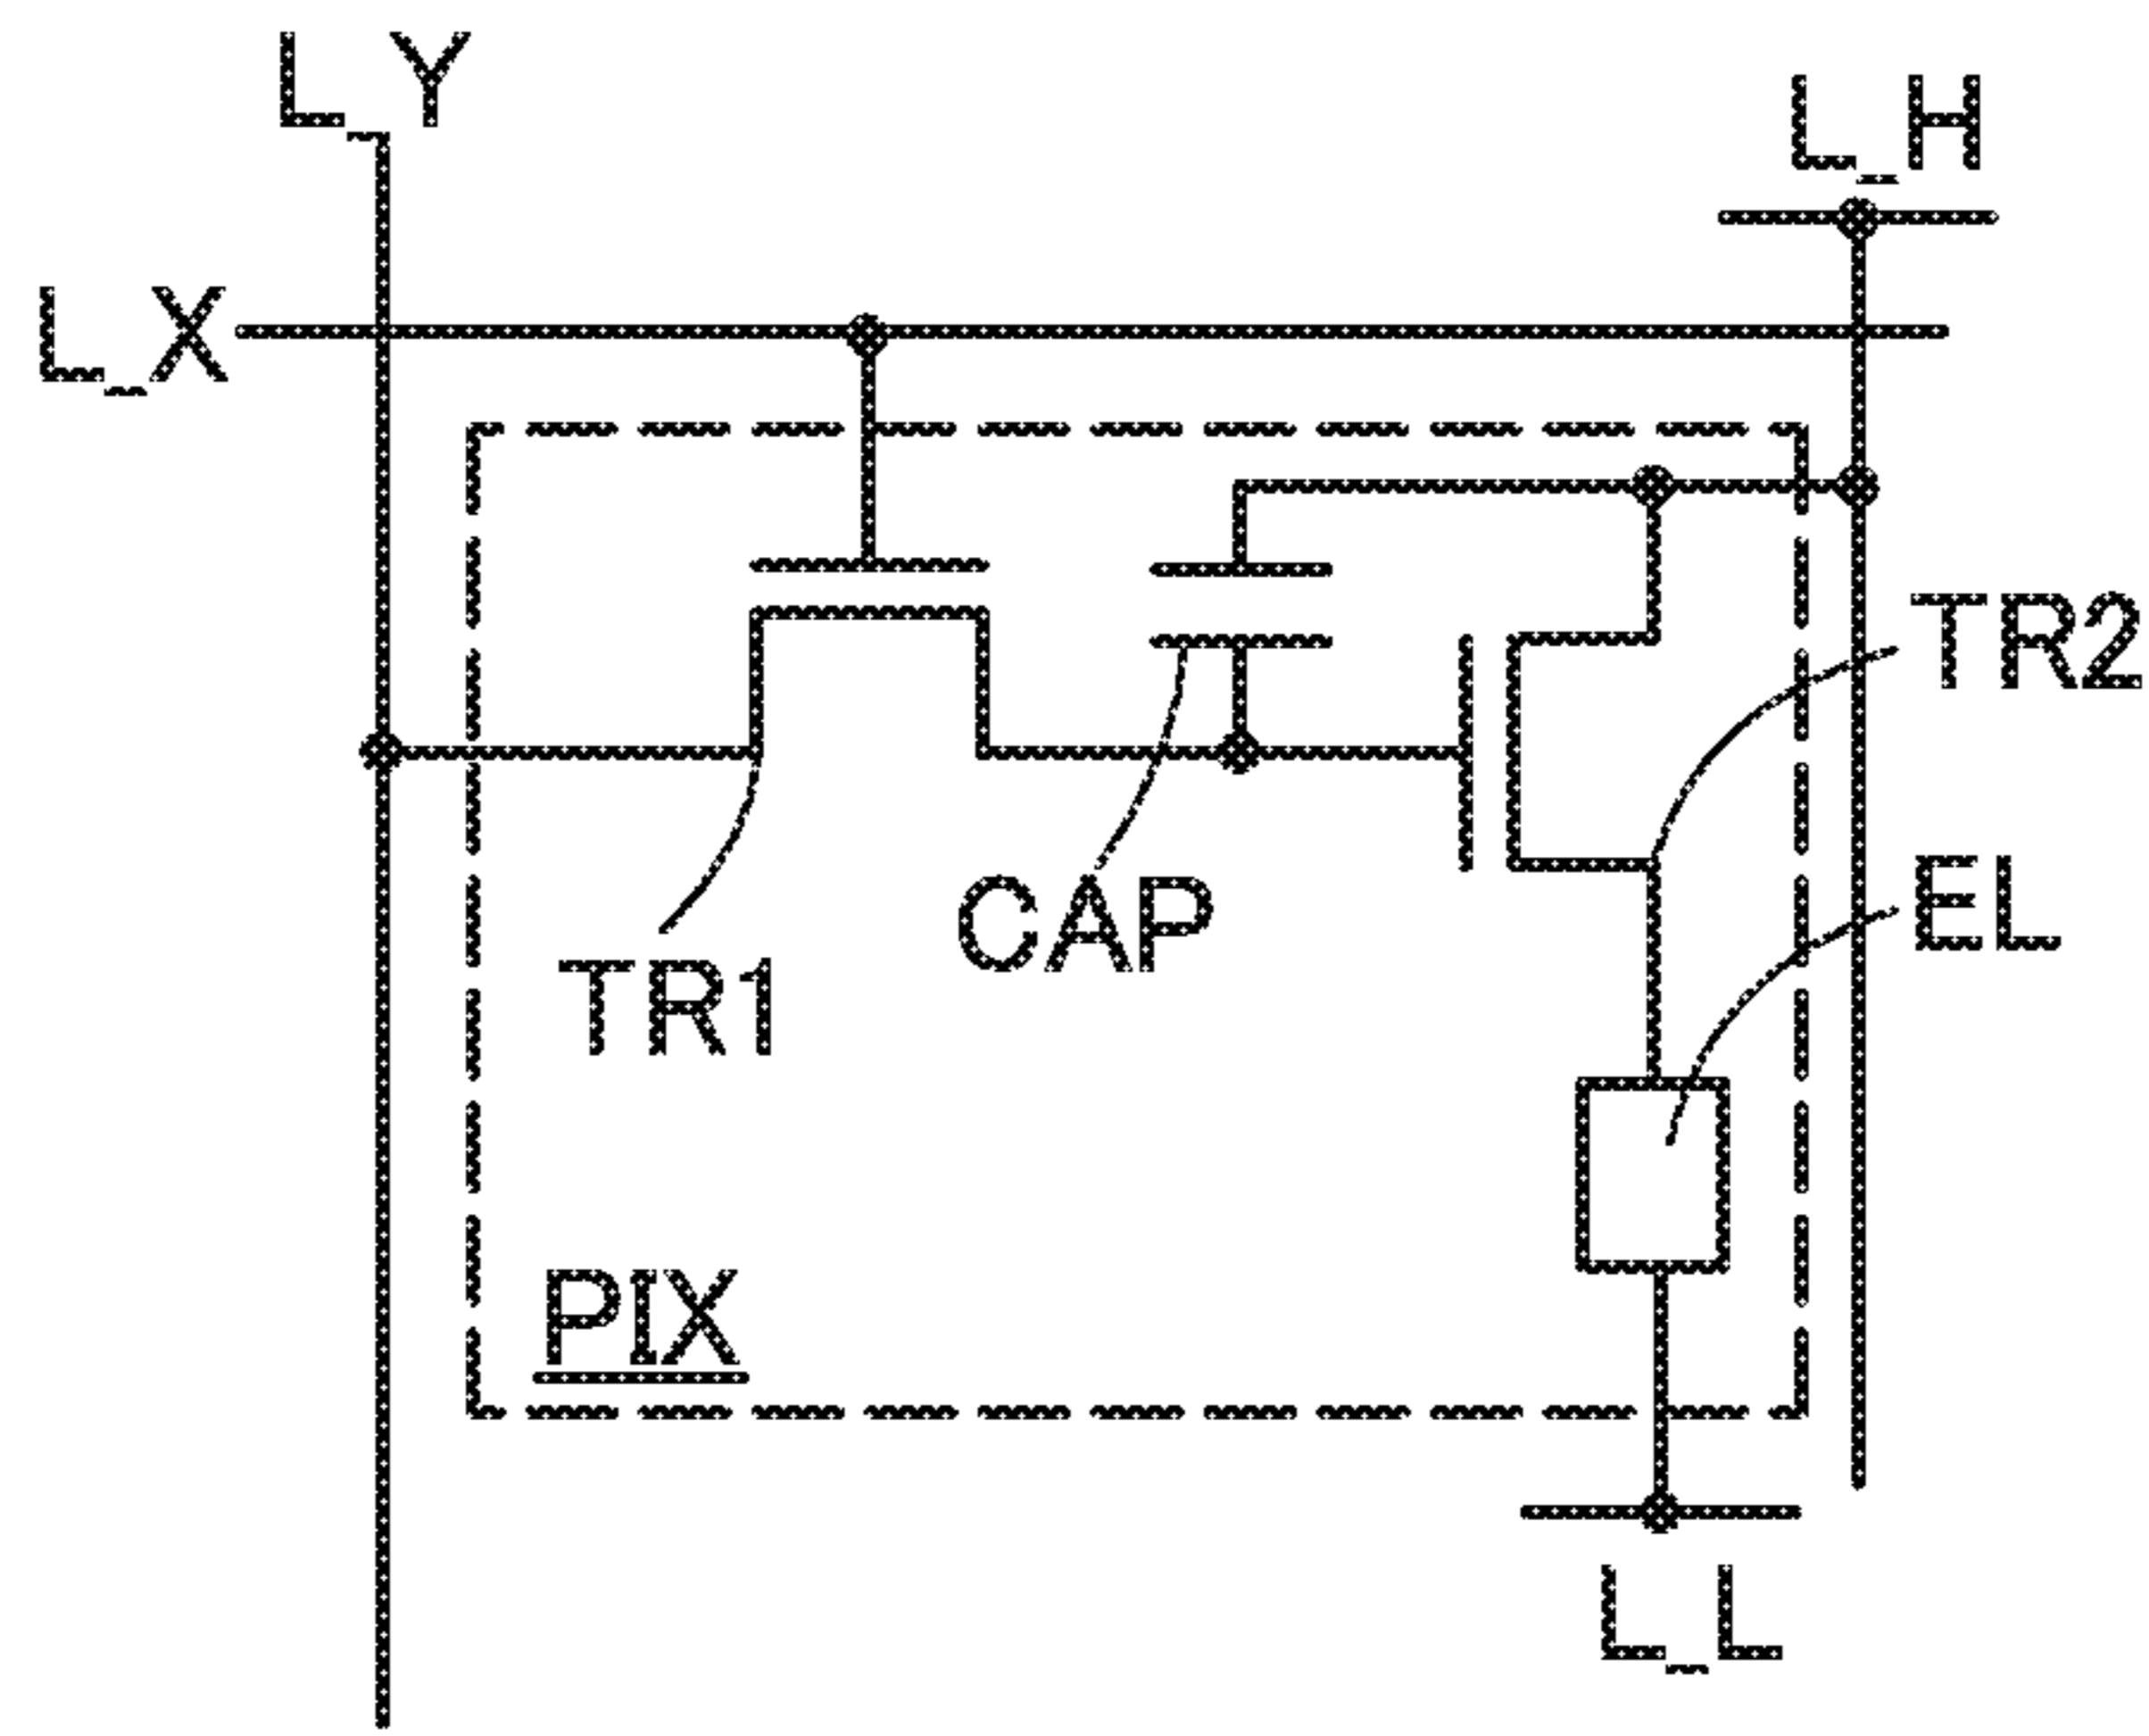 L_Y
L_H
L_X
TR2
EL
CAP
TR1
PIX
L_L